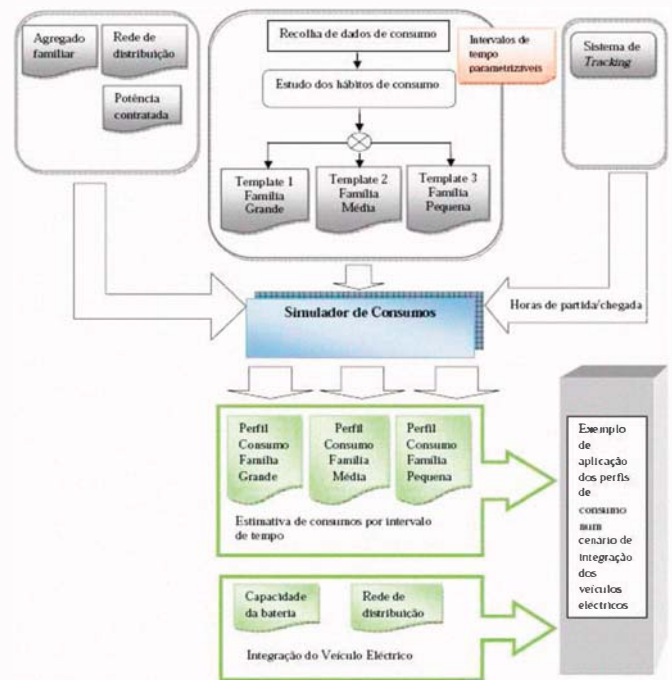 Agregado
familiar
Rede de
distribuição
Potência
contratada
Recolha de dados de consumo
Intervalos de
tempo
parametrizáveis
Estudo dos hábitos de consumo
Template 1
Família
Grande
Template 2
Família
Média
Template 3
Família
Pequena
Sistema de
Tracking
Simulador de Consumos
Horas de partida/chegada
Perfil
Consumo
Família
Grande
Perfil
Consumo
Família
Média
Perfil
Consumo
Família
Pequena
Estimativa de consumos por intervalo
de tempo
Exemplo
de
aplicação
dos perfis
de
consumo
num
cenário de
integração
dos
veículos
eléctricos
Capacidade
da bateria
Rede de
distribuição
Integração do Veículo Eléctrico